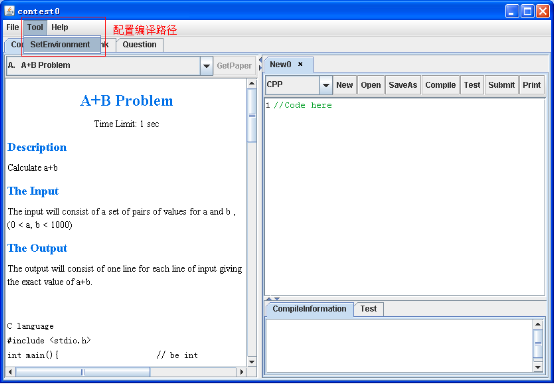 contest0
File Tool Help
配置编译路径
SetEnvironment
Question
A. A+B Problem
GetPaper
A+B Problem
Time Limit: 1 sec
Description
Calculate a+b
The Input
The input will consist of a set of pairs of values for a and b ,
(0 < a, b < 1000)
The Output
The output will consist of one line for each line of input giving
the exact value of a+b.
C language
#include <stdio.h>
int main(){ // be int
New0 ×
CPP
New Open SaveAs Compile Test Submit Print
1 //Code here
CompileInformation Test